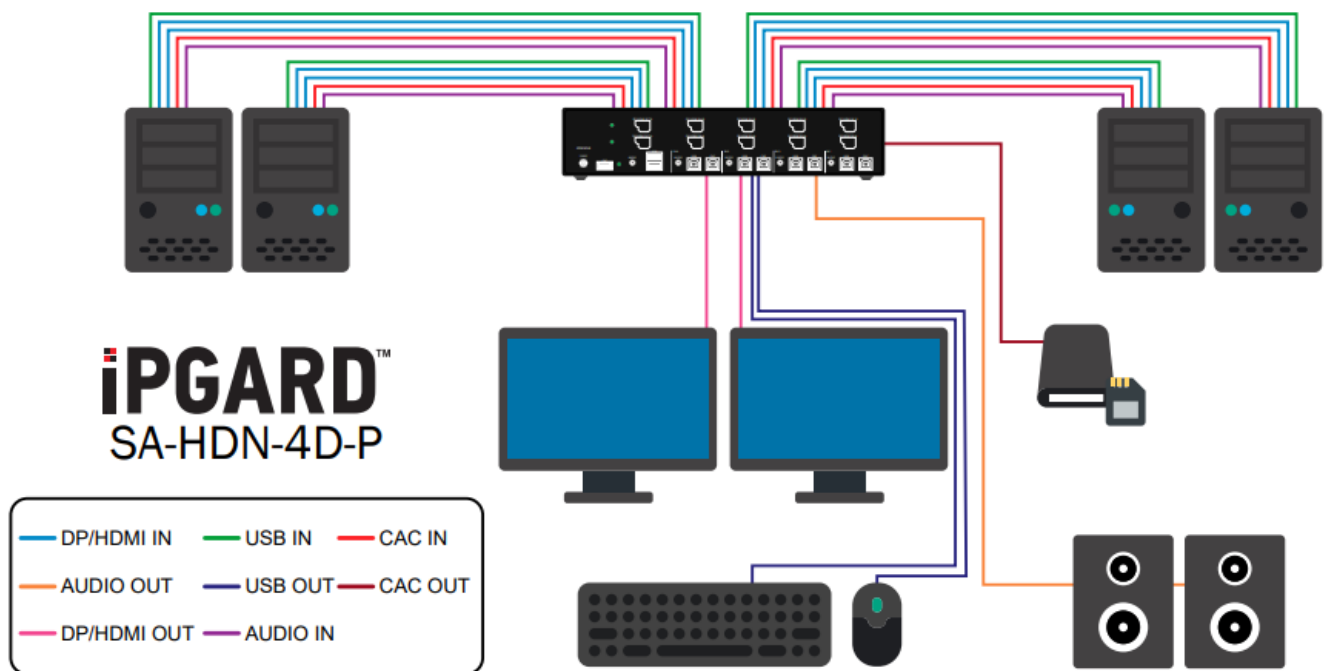 iPGARD™
SA-HDN-4D-P
DP/HDMI IN USB IN CAC IN
AUDIO OUT USB OUT CAC OUT
DP/HDMI OUT AUDIO IN